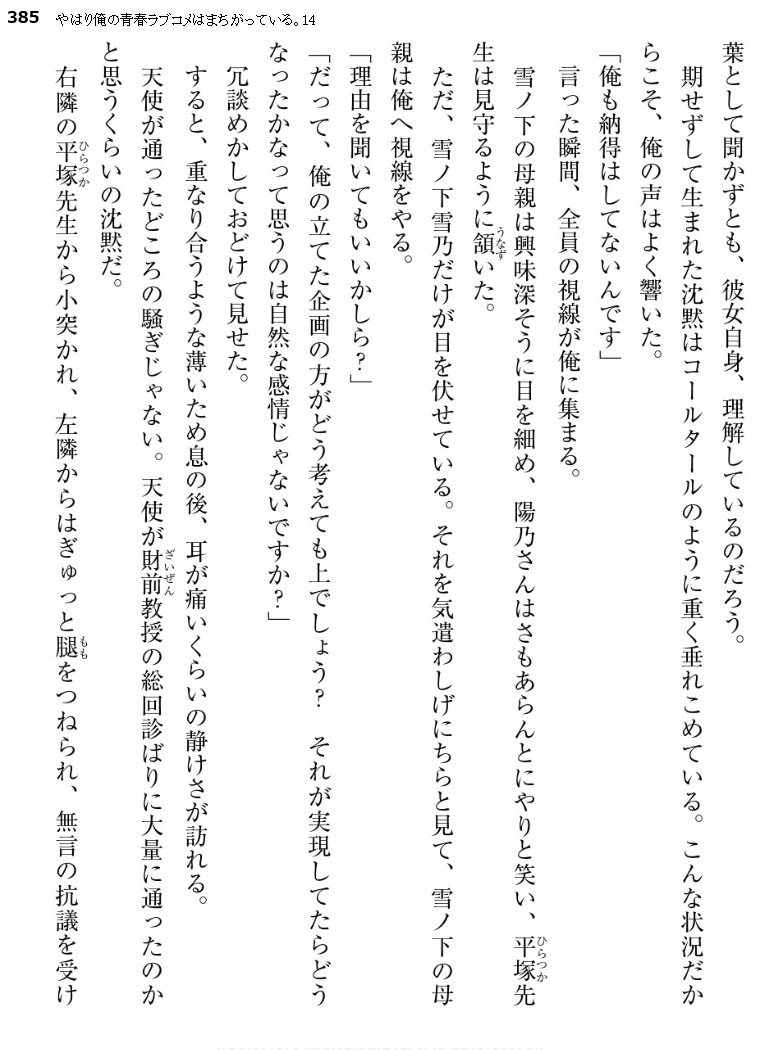 385 やはり俺の青春ラブコメはまちがっている。14
葉として聞かずとも、彼女自身、理解しているのだろう。
期せずして生まれた沈黙はコールタールのように重く垂れこめている。こんな状況だか
らこそ、俺の声はよく響いた。
「俺も納得はしてないんです」
言った瞬間、全員の視線が俺に集まる。
雪ノ下の母親は興味深そうに目を細め、陽乃さんはさもあらんとにやりと笑い、平塚先
生は見守るように頷いた。
ただ、雪ノ下雪乃だけが目を伏せている。それを気遣わしげにちらと見て、雪ノ下の母
親は俺へ視線をやる。
「理由を聞いてもいいかしら？」
「だって、俺の立てた企画の方がどう考えても上でしょう？　それが実現してたらどう
なったかなって思うのは自然な感情じゃないですか？」
冗談めかしておどけて見せた。
すると、重なり合うような薄いため息の後、耳が痛いくらいの静けさが訪れる。
天使が通ったどころの騒ぎじゃない。天使が財前教授の総回診ばりに大量に通ったのか
と思うくらいの沈黙だ。
右隣の平塚先生から小突かれ、左隣からはぎゅっと腿をつねられ、無言の抗議を受け